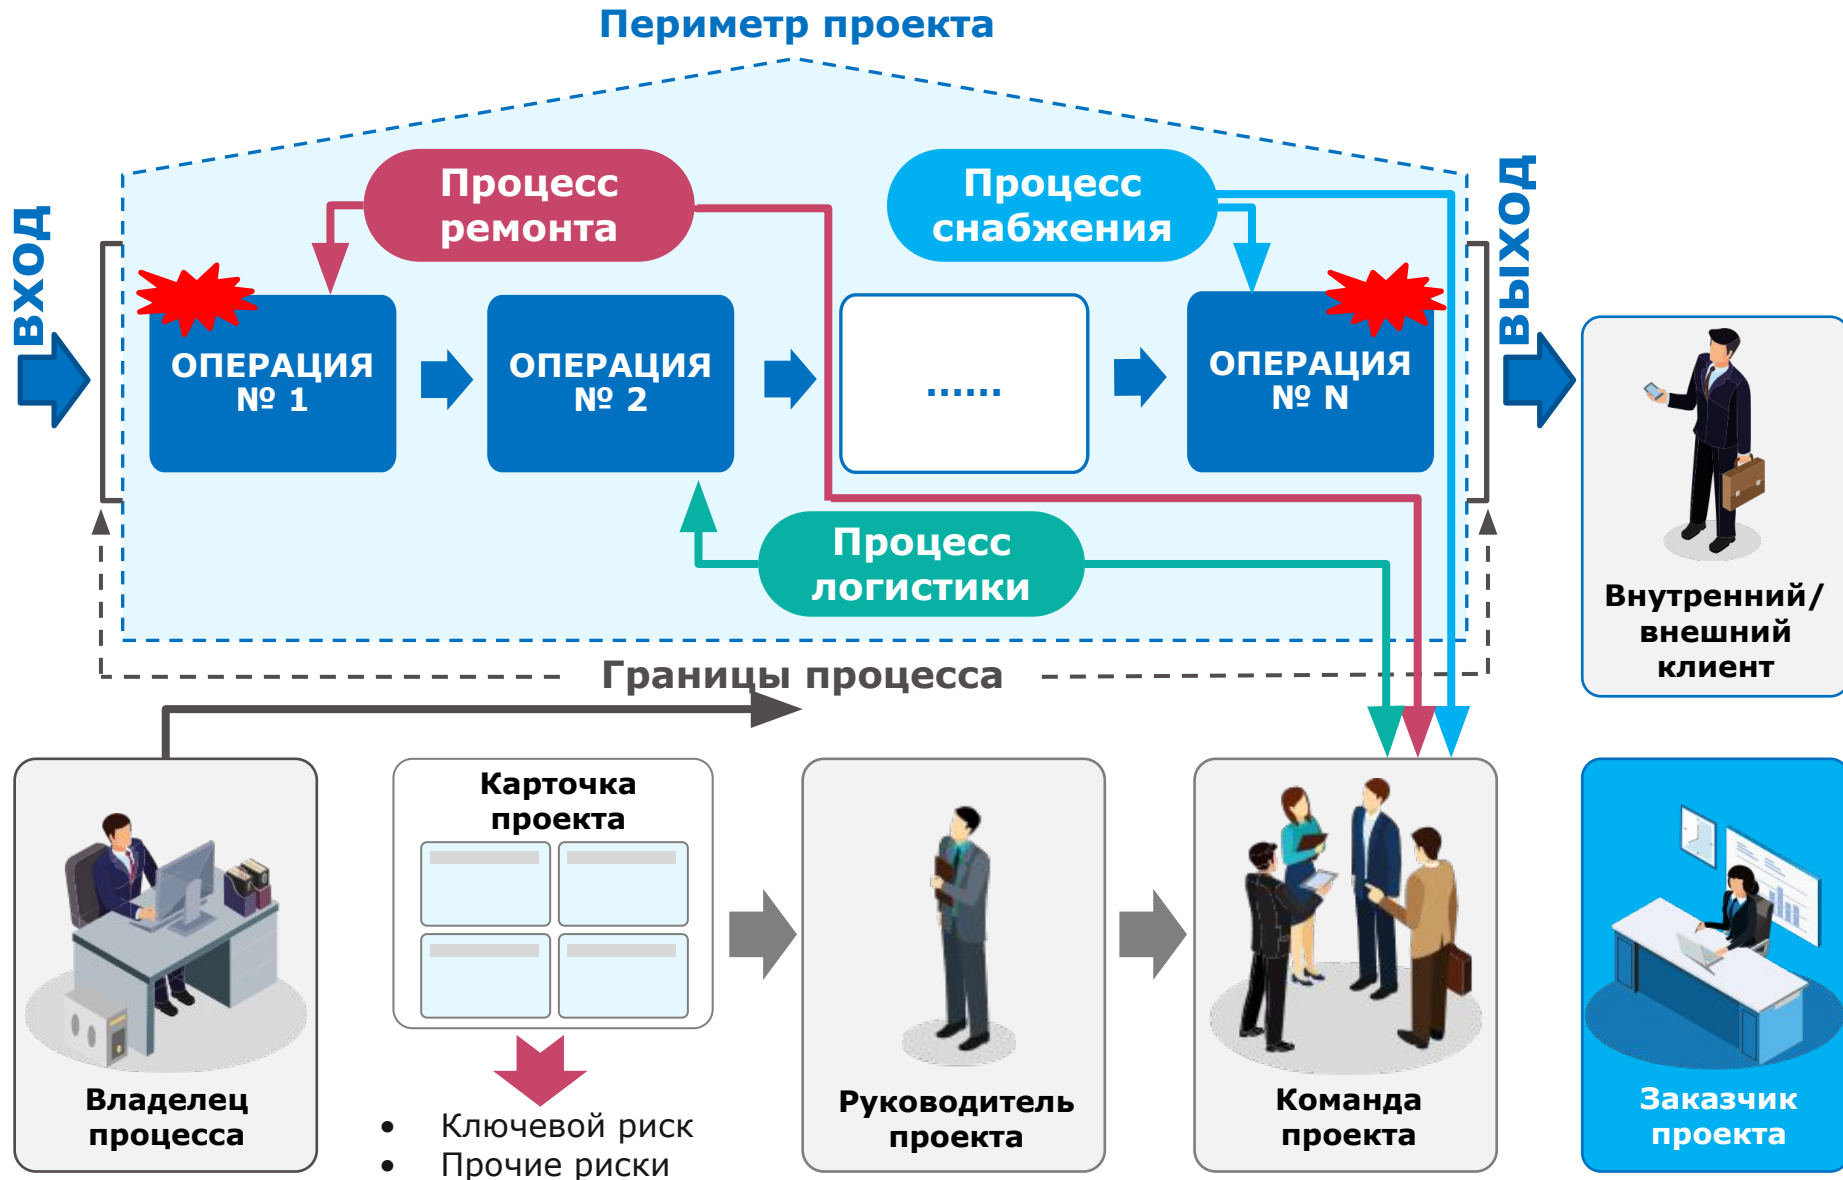 Периметр проекта
Процесс
ремонта
Процесс
снабжения
ВХОД
ВЫХОД
ОПЕРАЦИЯ
№ 1
ОПЕРАЦИЯ
№ 2
......
ОПЕРАЦИЯ
№ N
Процесс
логистики
Внутренний/
внешний
клиент
Границы процесса
Владелец
процесса
Карточка
проекта
• Ключевой риск
• Прочие риски
Руководитель
проекта
Команда
проекта
Заказчик
проекта